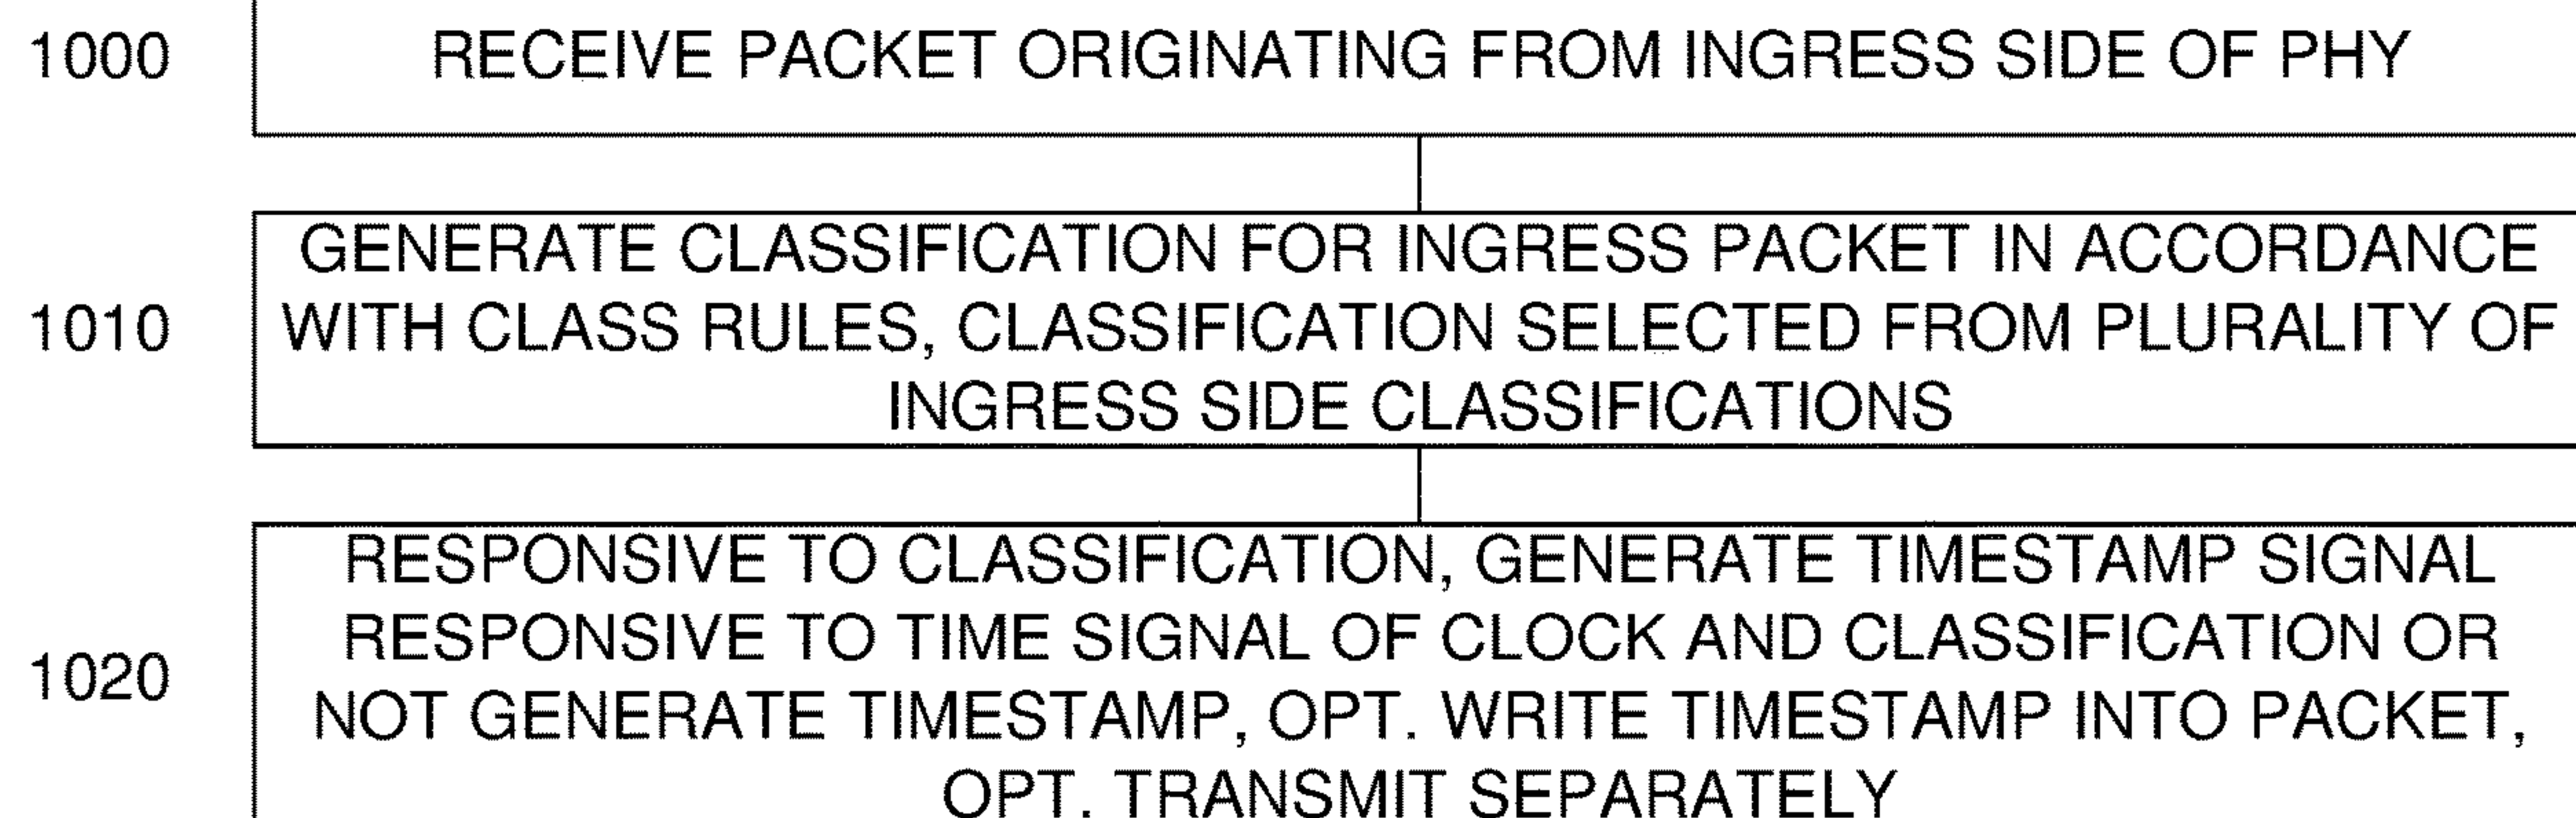 1000
RECEIVE PACKET ORIGINATING FROM INGRESS SIDE OF PHY
GENERATE CLASSIFICATION FOR INGRESS PACKET IN ACCORDANCE
1010
WITH CLASS RULES, CLASSIFICATION SELECTED FROM PLURALITY OF
INGRESS SIDE CLASSIFICATIONS
RESPONSIVE TO CLASSIFICATION, GENERATE TIMESTAMP SIGNAL
RESPONSIVE TO TIME SIGNAL OF CLOCK AND CLASSIFICATION OR
1020
NOT GENERATE TIMESTAMP, OPT. WRITE TIMESTAMP INTO PACKET,
OPT. TRANSMIT SEPARATELY